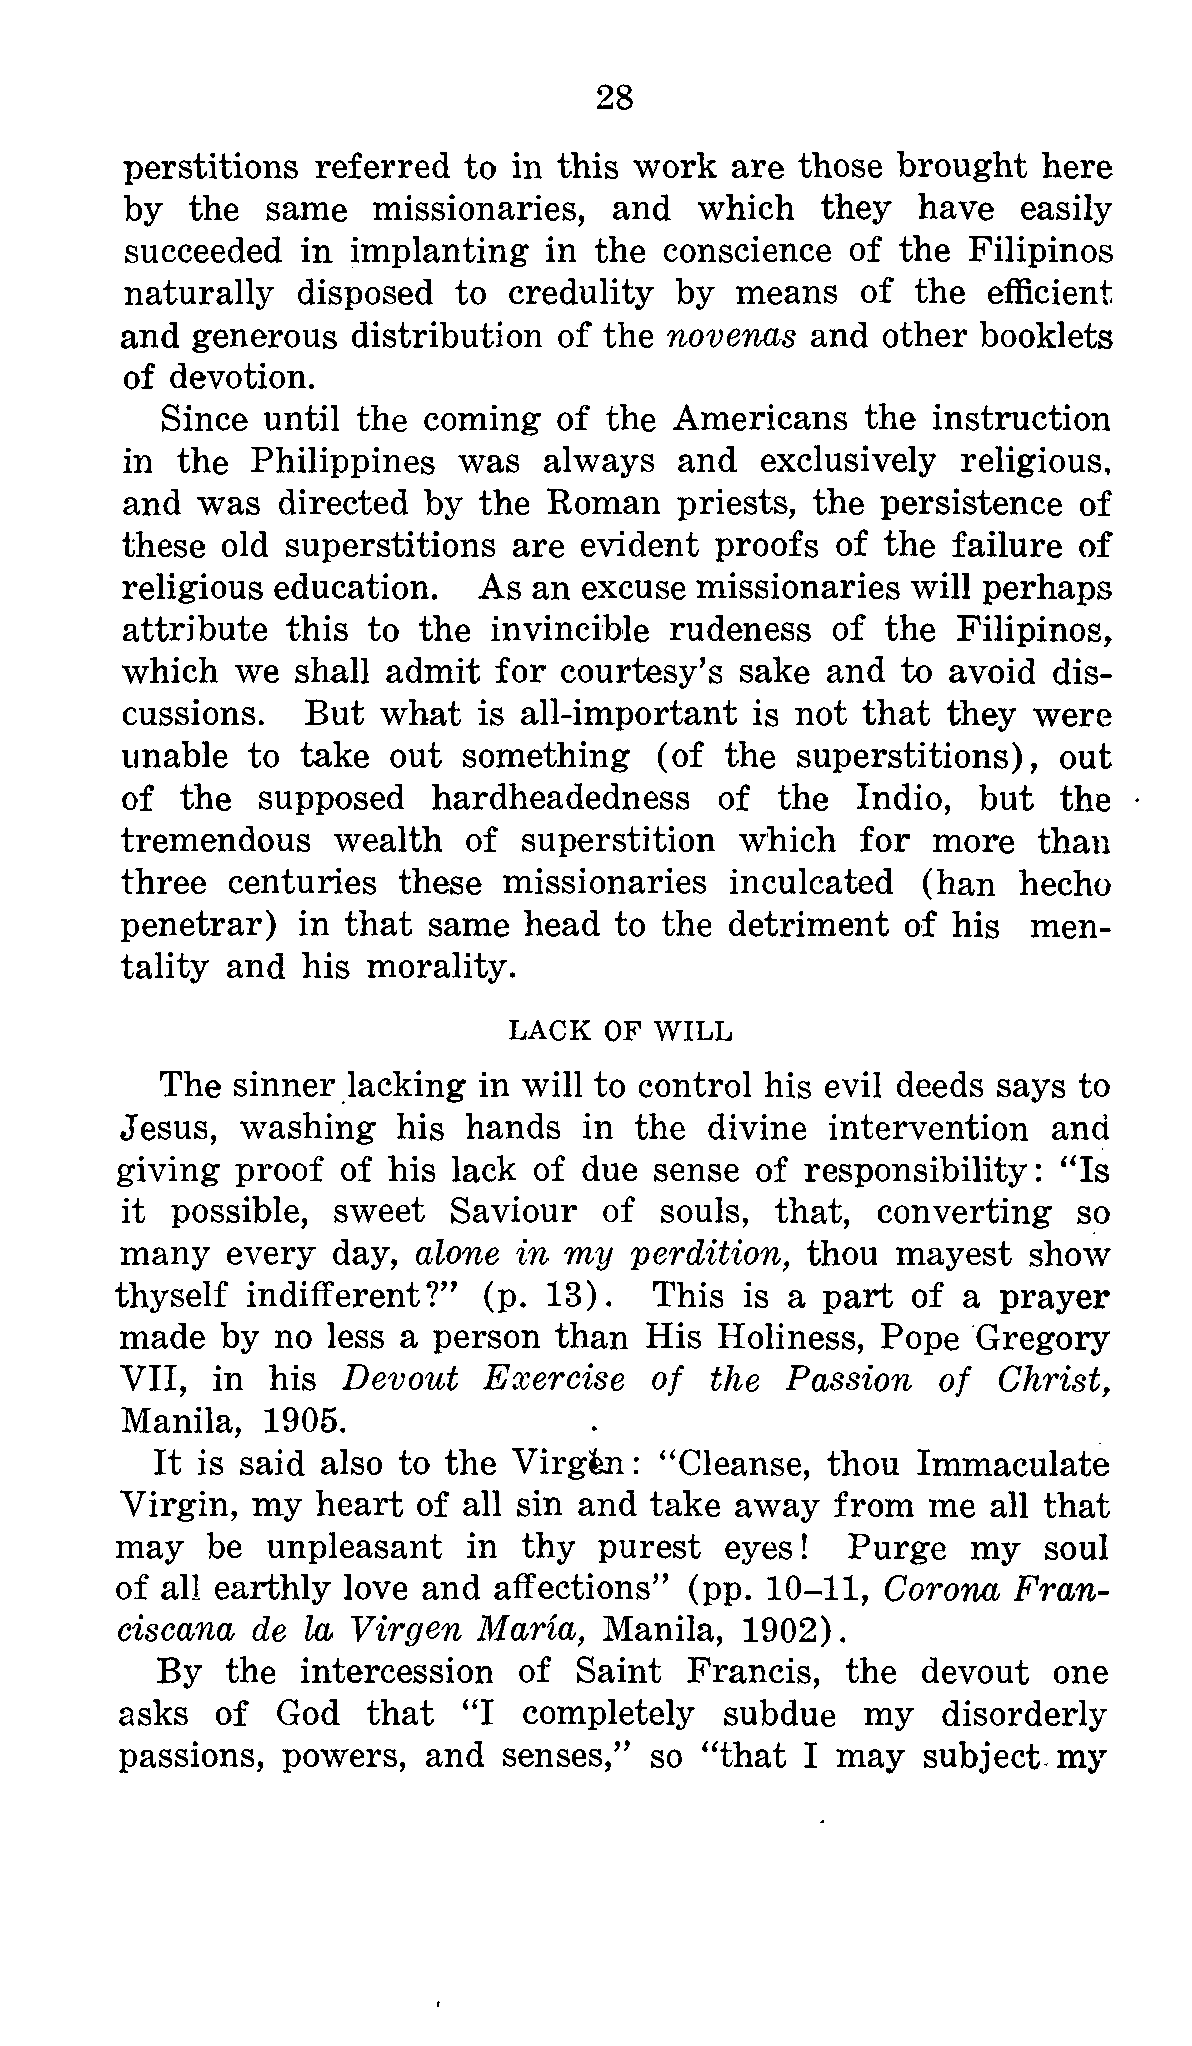 28
perstitions referred to in this work are those brought here
by the same missionaries, and which they have easily
succeeded in implanting in the conscience of the Filipinos
naturally disposed to credulity by means of the efficient
and generous distribution of the novenas and other booklets
of devotion.
Since until the coming of the Americans the instruction
in the Philippines was always and exclusively religious,
and was directed by the Roman priests, the persistence of
these old superstitions are evident proofs of the failure of
religious education. As an excuse missionaries will perhaps
attribute this to the invincible rudeness of the Filipinos,
which we shall admit for courtesy's sake and to avoid dis-
cussions. But what is all-important is not that they were
unable to take out something (of the superstitions), out
of the supposed hardheadedness of the Indio, but the
tremendous wealth of superstition which for more than
three centuries these missionaries inculcated (han hecho
penetrar) in that same head to the detriment of his men-
tality and his morality.
LACK OF WILL
The sinner lacking in will to control his evil deeds says to
Jesus, washing his hands in the divine intervention and
giving proof of his lack of due sense of responsibility: "Is
it possible, sweet Saviour of souls, that, converting so
many every day, alone in my perdition, thou mayest show
thyself indifferent?" (p. 13). This is a part of a prayer
made by no less a person than His Holiness, Pope Gregory
VII, in his Devout Exercise of the Passion of Christ,
Manila, 1905.
It is said also to the Virgin: "Cleanse, thou Immaculate
Virgin, my heart of all sin and take away from me all that
may be unpleasant in thy purest eyes! Purge my soul
of all earthly love and affections" (pp. 10–11, Corona Fran-
ciscana de la Virgen María, Manila, 1902).
By the intercession of Saint Francis, the devout one
asks of God that "I completely subdue my disorderly
passions, powers, and senses," so "that I may subject my